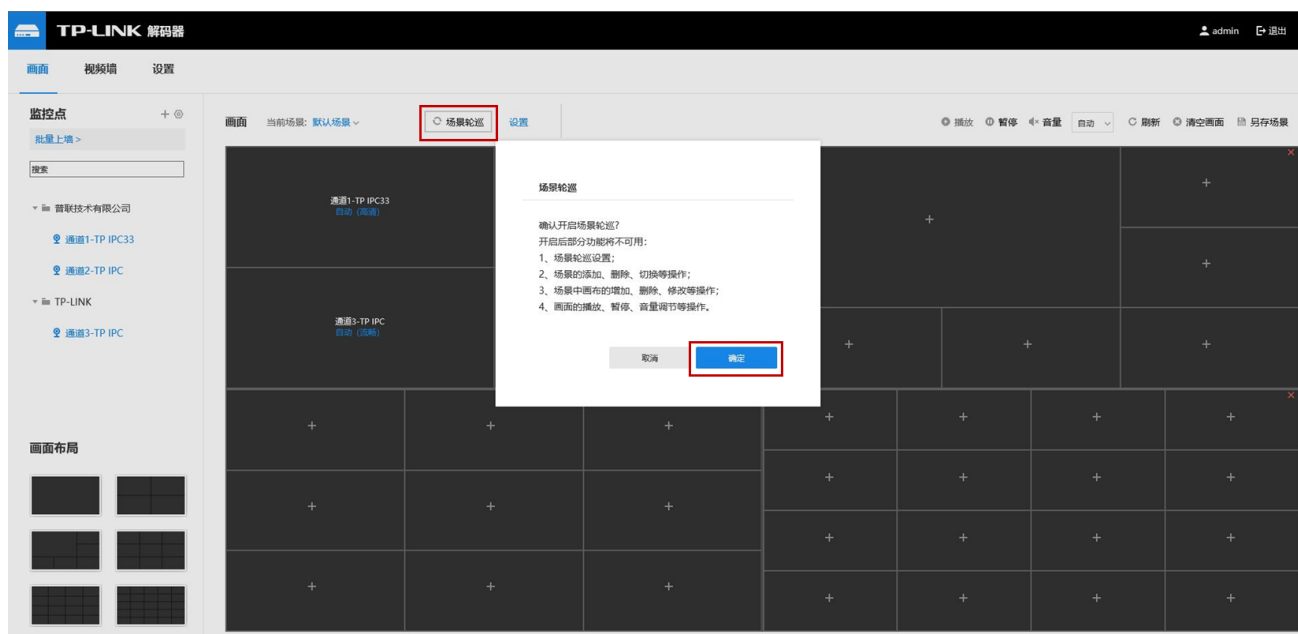 TP-LINK 解码器
admin 退出
画面 视频墙 设置
监控点
批量上墙 >
搜索
普联技术有限公司
通道1-TP IPC33
通道2-TP IPC
TP-LINK
通道3-TP IPC
画面布局
画面 当前场景: 默认场景 场景轮巡 设置
播放 暂停 音量 自动 刷新 清空画面 另存场景
通道1-TP IPC33
自动 (高清)
通道3-TP IPC
自动 (流畅)
场景轮巡
确认开启场景轮巡?
开启后部分功能将不可用:
1、场景轮巡设置;
2、场景的添加、删除、切换等操作;
3、场景中画布的增加、删除、修改等操作;
4、画面的播放、暂停、音量调节等操作。
取消 确定